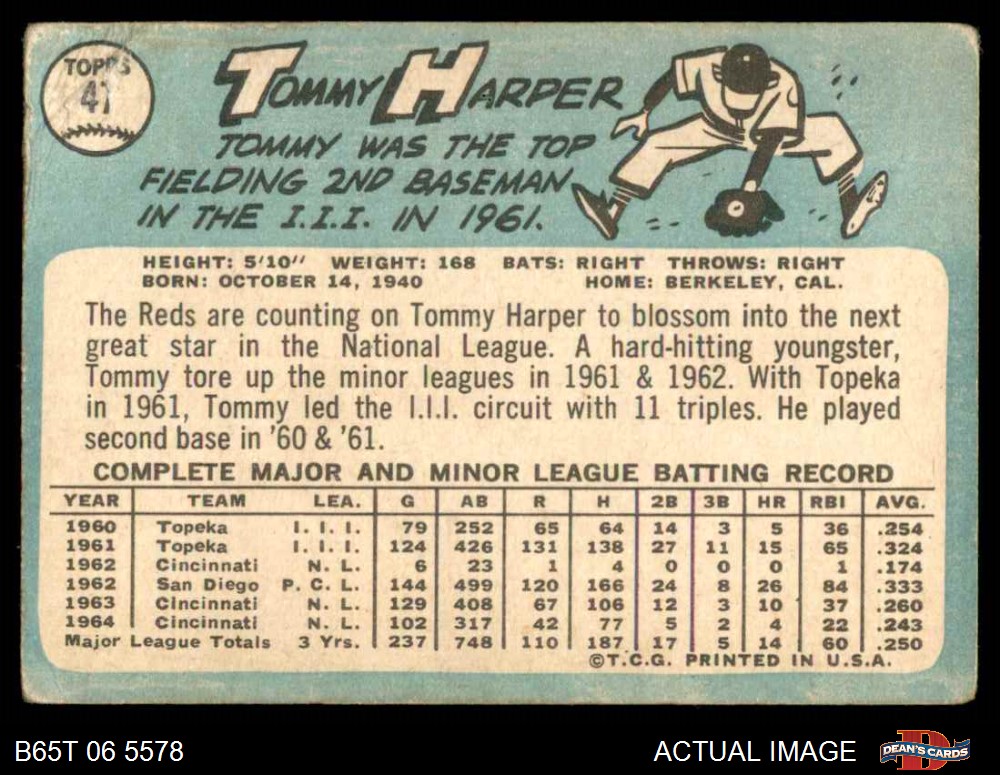 TOPPS
47
TOMMY HARPER
TOMMY WAS THE TOP
FIELDING 2ND BASEMAN
IN THE I.I.I. IN 1961.
HEIGHT: 5'10" WEIGHT: 168 BATS: RIGHT THROWS: RIGHT
BORN: OCTOBER 14, 1940 HOME: BERKELEY, CAL.
The Reds are counting on Tommy Harper to blossom into the next
great star in the National League. A hard-hitting youngster,
Tommy tore up the minor leagues in 1961 & 1962. With Topeka
in 1961, Tommy led the I.I.I. circuit with 11 triples. He played
second base in '60 & '61.
COMPLETE MAJOR AND MINOR LEAGUE BATTING RECORD
YEAR TEAM LEA. G AB R H 2B 3B HR RBI AVG.
1960 Topeka I. I. I. 79 252 65 64 14 3 5 36 .254
1961 Topeka I. I. I. 124 426 131 138 27 11 15 65 .324
1962 Cincinnati N. L. 6 23 1 4 0 0 0 1 .174
1962 San Diego P. C. L. 144 499 120 166 24 8 26 84 .333
1963 Cincinnati N. L. 129 408 67 106 12 3 10 37 .260
1964 Cincinnati N. L. 102 317 42 77 5 2 4 22 .243
Major League Totals 3 Yrs. 237 748 110 187 17 5 14 60 .250
©T.C.G. PRINTED IN U.S.A.
B65T 06 5578 ACTUAL IMAGE DEAN'S CARDS